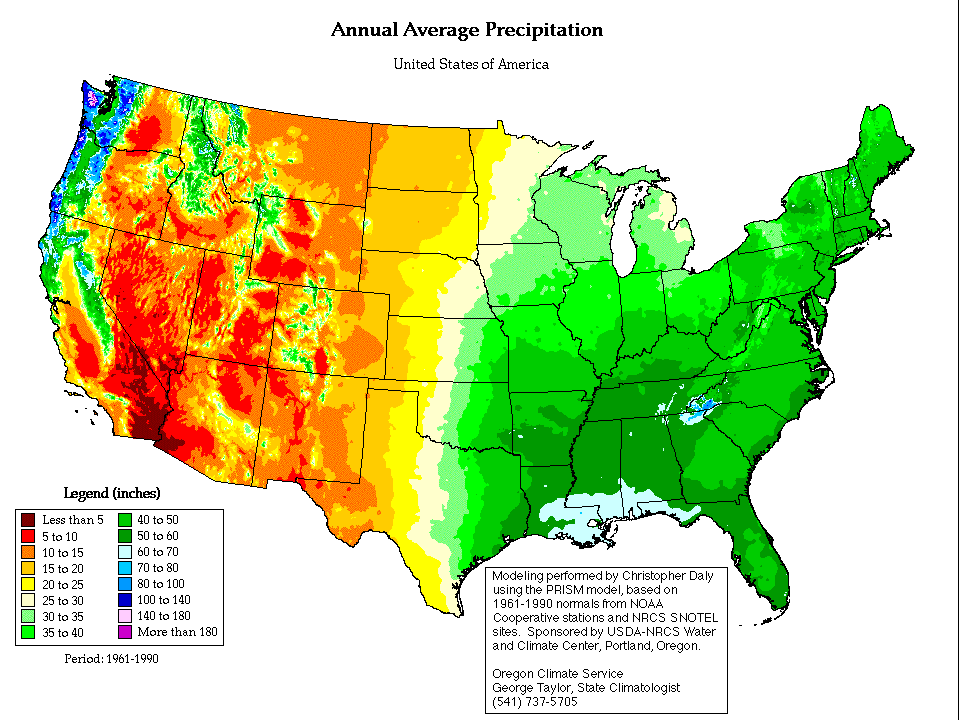 Annual Average Precipitation
United States of America
Legend (inches)
Less than 5
5 to 10
10 to 15
15 to 20
20 to 25
25 to 30
30 to 35
35 to 40
40 to 50
50 to 60
60 to 70
70 to 80
80 to 100
100 to 140
140 to 180
More than 180
Period: 1961-1990
Modeling performed by Christopher Daly
using the PRISM model, based on
1961-1990 normals from NOAA
Cooperative stations and NRCS SNOTEL
sites. Sponsored by USDA-NRCS Water
and Climate Center, Portland, Oregon.
Oregon Climate Service
George Taylor, State Climatologist
(541) 737-5705